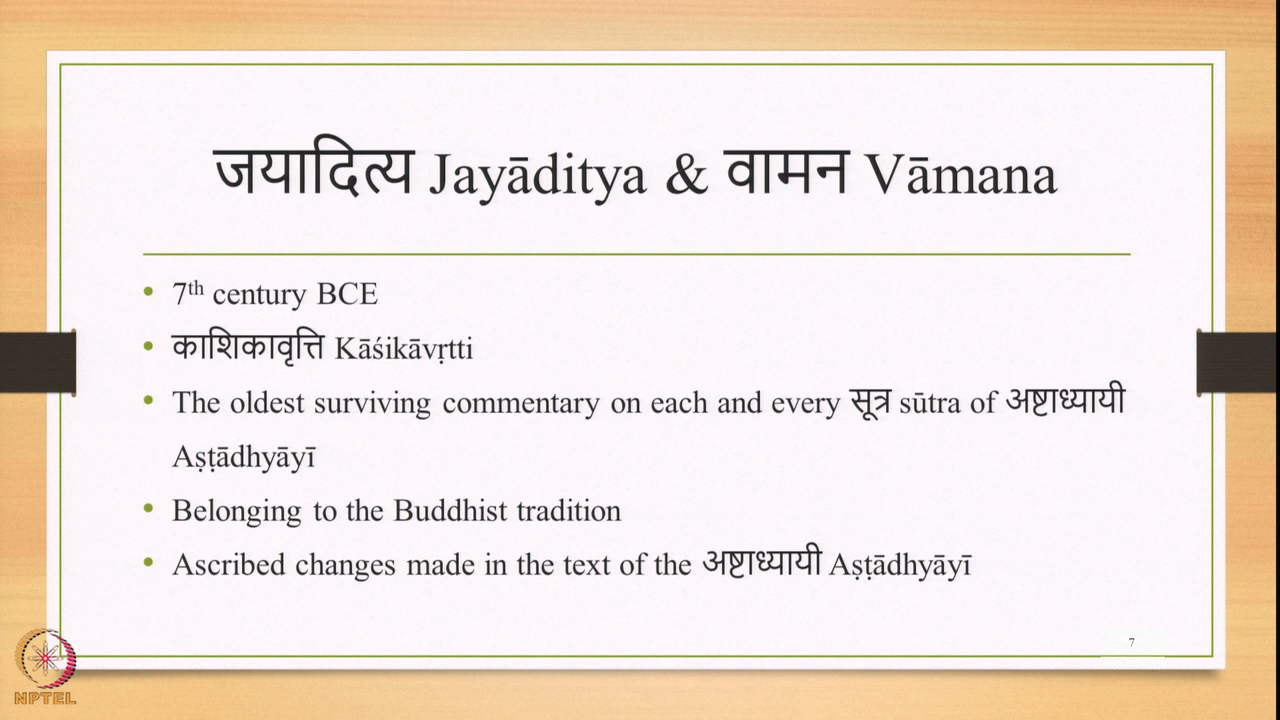 जयादित्य Jayāditya & वामन Vāmana
• 7th century BCE
• काशिकावृत्ति Kāśikāvṛtti
• The oldest surviving commentary on each and every सूत्र sūtra of अष्टाध्यायी
Aṣṭādhyāyī
• Belonging to the Buddhist tradition
• Ascribed changes made in the text of the अष्टाध्यायी Aṣṭādhyāyī
7
NPTEL